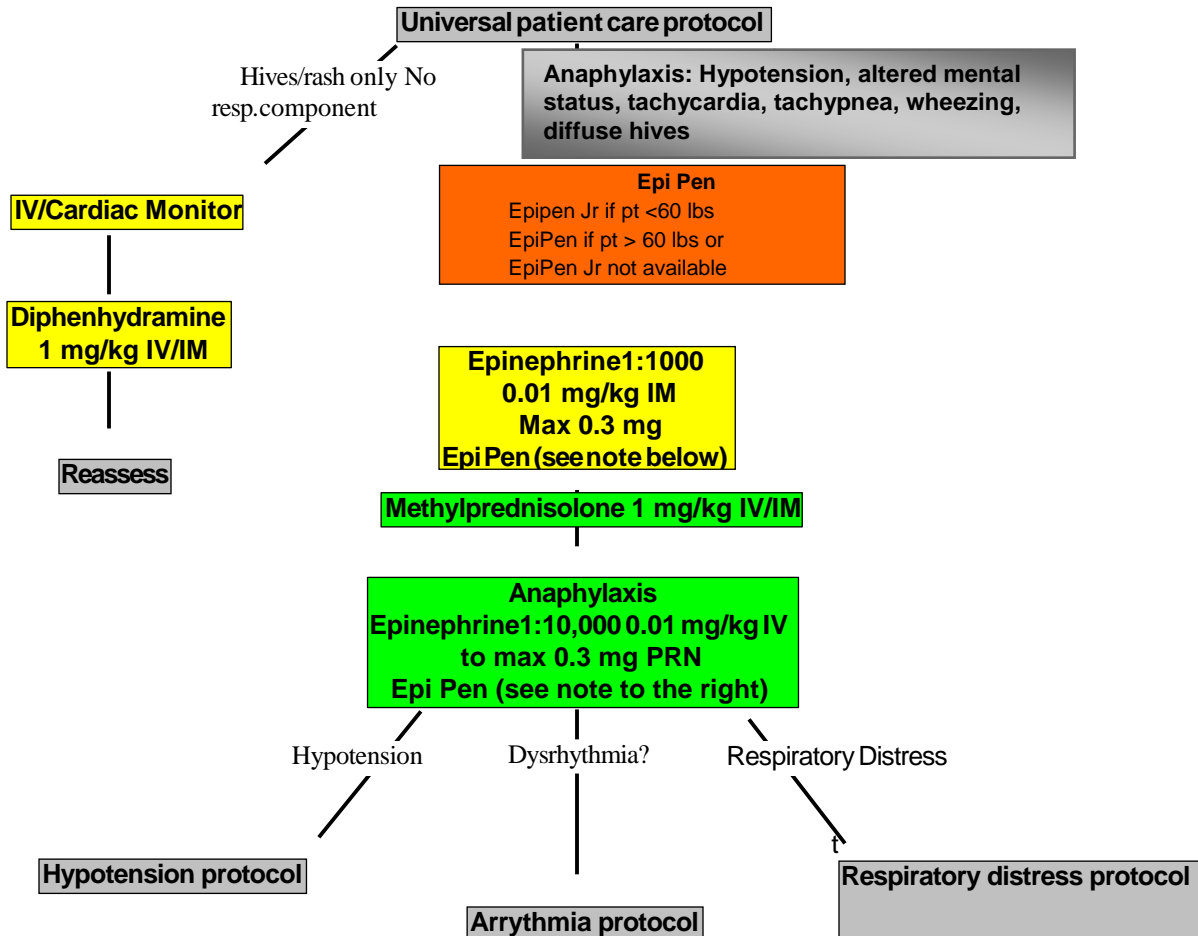 Universal patient care protocol
Hives/rash only No
resp.component
Anaphylaxis: Hypotension, altered mental
status, tachycardia, tachypnea, wheezing,
diffuse hives
Epi Pen
Epipen Jr if pt <60 lbs
EpiPen if pt > 60 lbs or
EpiPen Jr not available
IV/Cardiac Monitor
Diphenhydramine
1 mg/kg IV/IM
Reassess
Epinephrine1:1000
0.01 mg/kg IM
Max 0.3 mg
Epi Pen (see note below)
Methylprednisolone 1 mg/kg IV/IM
Anaphylaxis
Epinephrine1:10,000 0.01 mg/kg IV
to max 0.3 mg PRN
Epi Pen (see note to the right)
Hypotension
Dysrhythmia?
Respiratory Distress
t
Hypotension protocol
Arrythmia protocol
Respiratory distress protocol